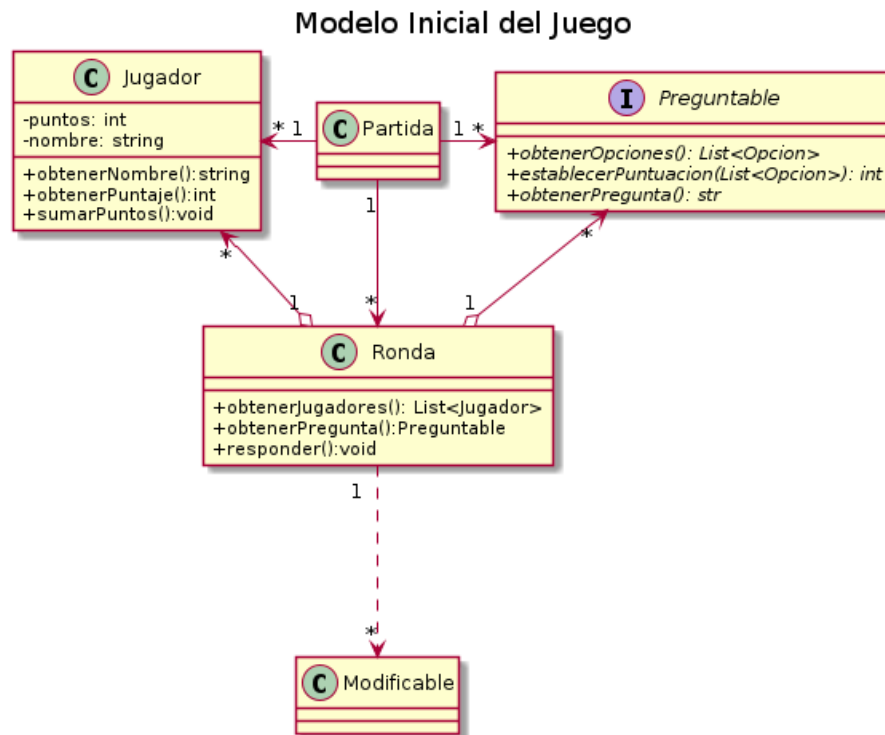 Modelo Inicial del Juego
C Jugador
-puntos: int
-nombre: string
+obtenerNombre():string
+obtenerPuntaje():int
+sumarPuntos():void
* 1
C Partida
1 *
I Preguntable
+obtenerOpciones(): List<Opcion>
+establecerPuntuacion(List<Opcion>): int
+obtenerPregunta(): str
1
*
*
1
*
1
C Ronda
+obtenerJugadores(): List<Jugador>
+obtenerPregunta():Preguntable
+responder():void
1
*
C Modificable